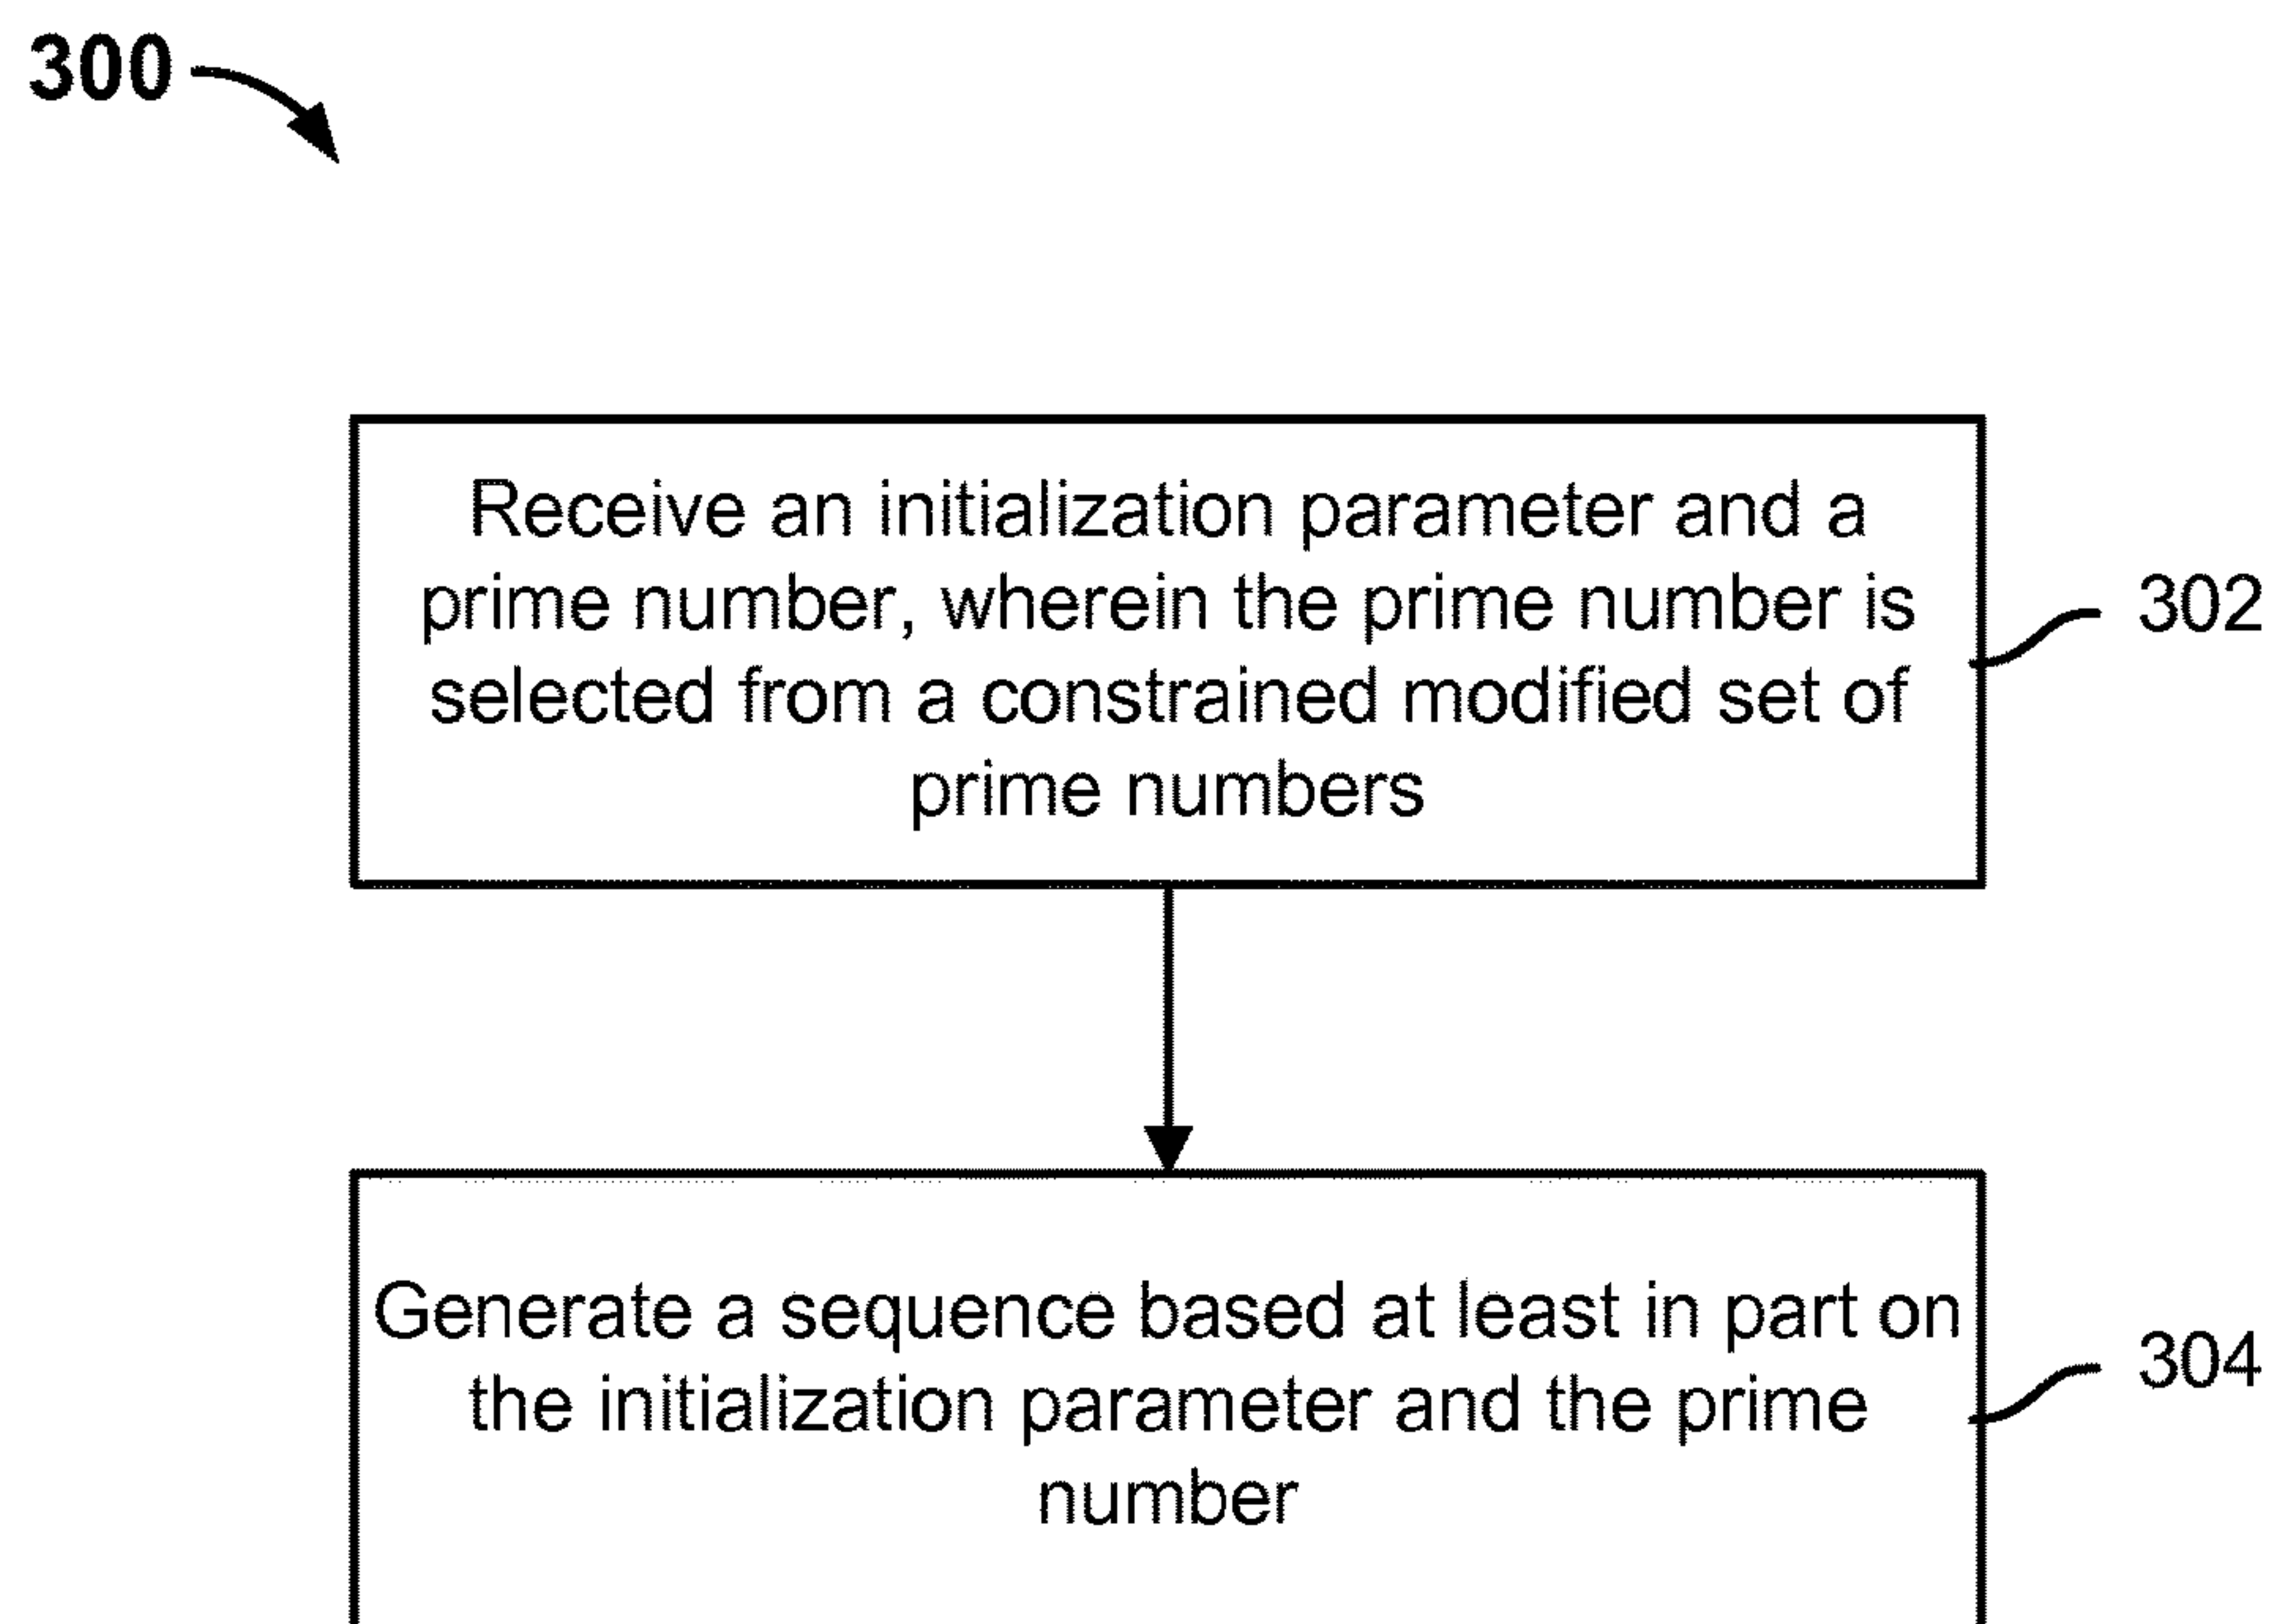 300
Receive an initialization parameter and a
prime number, wherein the prime number is
selected from a constrained modified set of
prime numbers
302
Generate a sequence based at least in part on
the initialization parameter and the prime
number
304